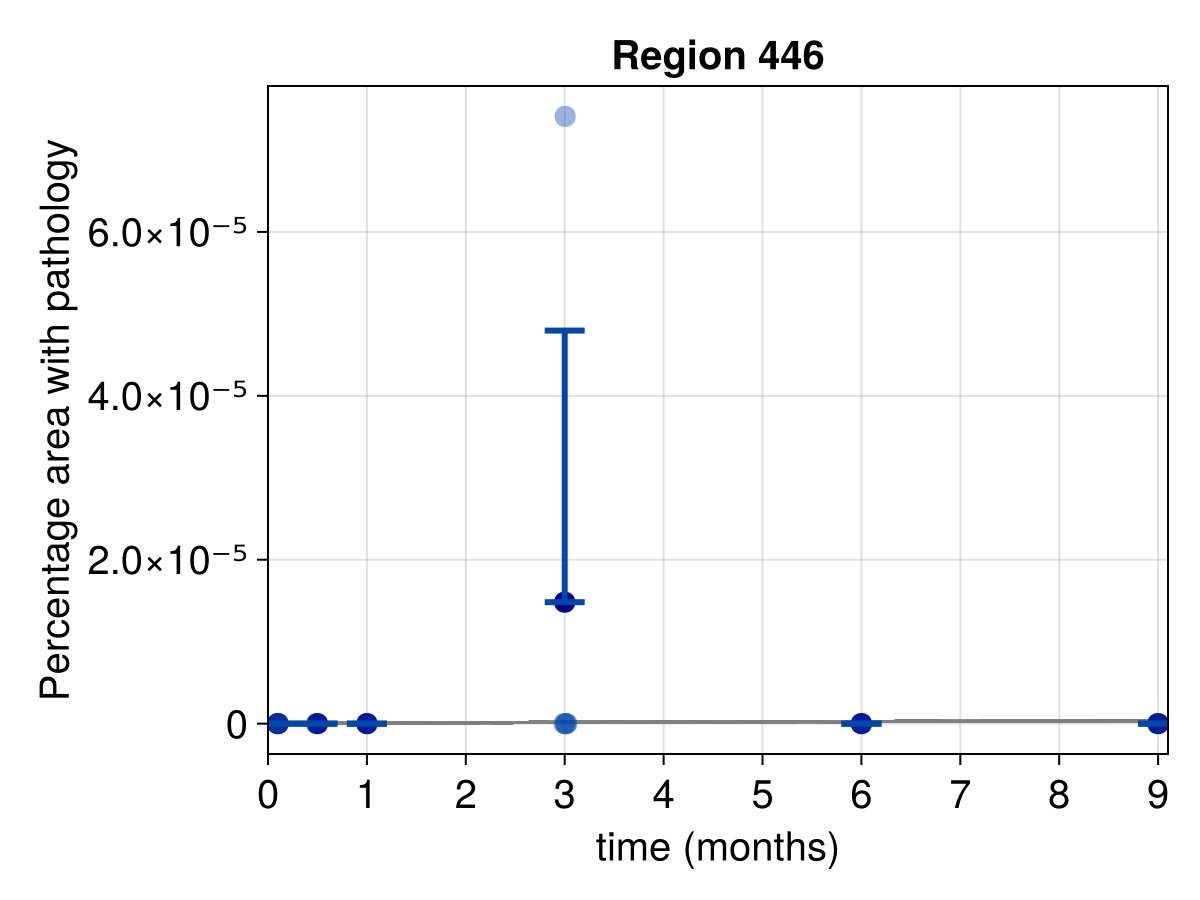 Region 446
Percentage area with pathology
6.0×10⁻⁵
4.0×10⁻⁵
2.0×10⁻⁵
0
0 1 2 3 4 5 6 7 8 9
time (months)